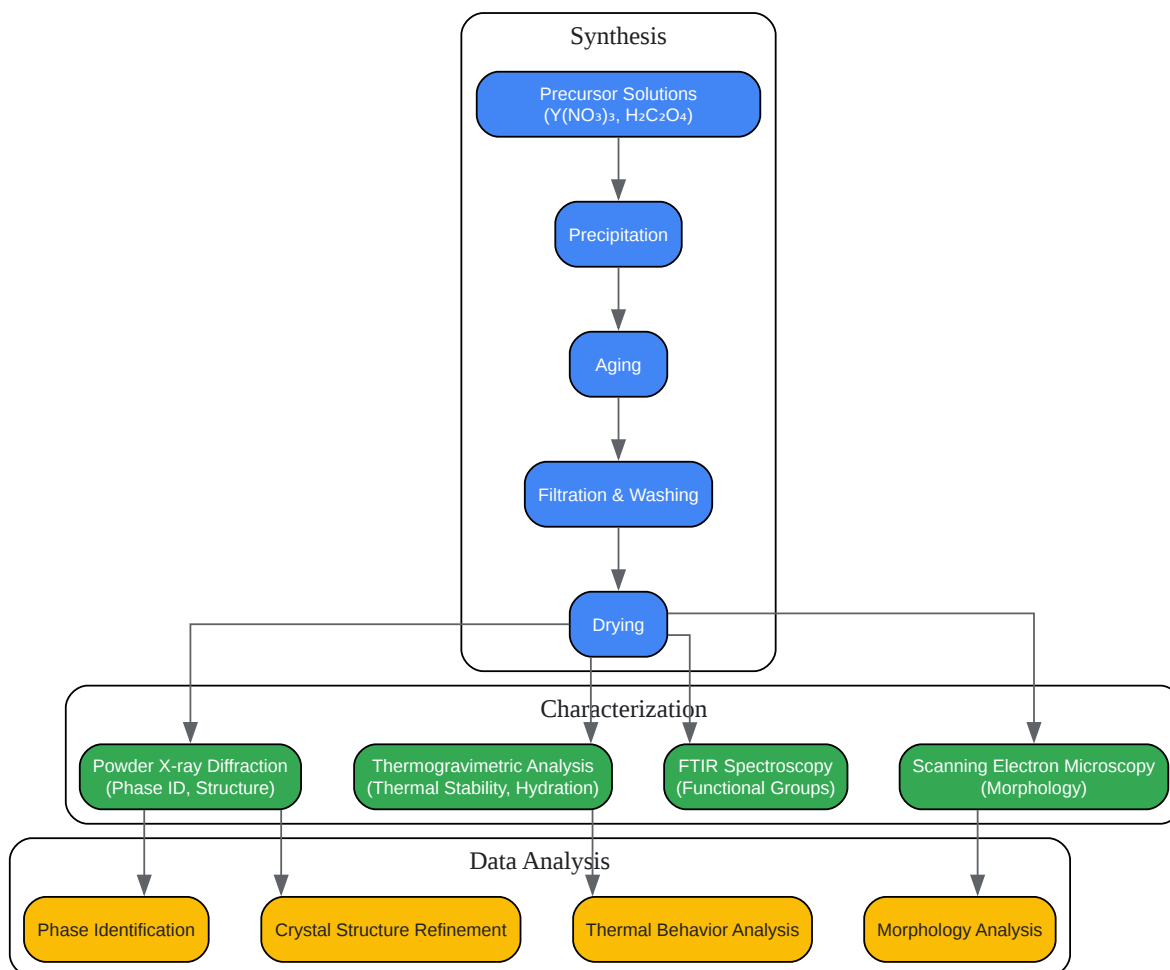 Synthesis
Precursor Solutions
(Y(NO₃)₃, H₂C₂O₄)
Precipitation
Aging
Filtration & Washing
Drying
Characterization
Powder X-ray Diffraction
(Phase ID, Structure)
Thermogravimetric Analysis
(Thermal Stability, Hydration)
FTIR Spectroscopy
(Functional Groups)
Scanning Electron Microscopy
(Morphology)
Data Analysis
Phase Identification
Crystal Structure Refinement
Thermal Behavior Analysis
Morphology Analysis